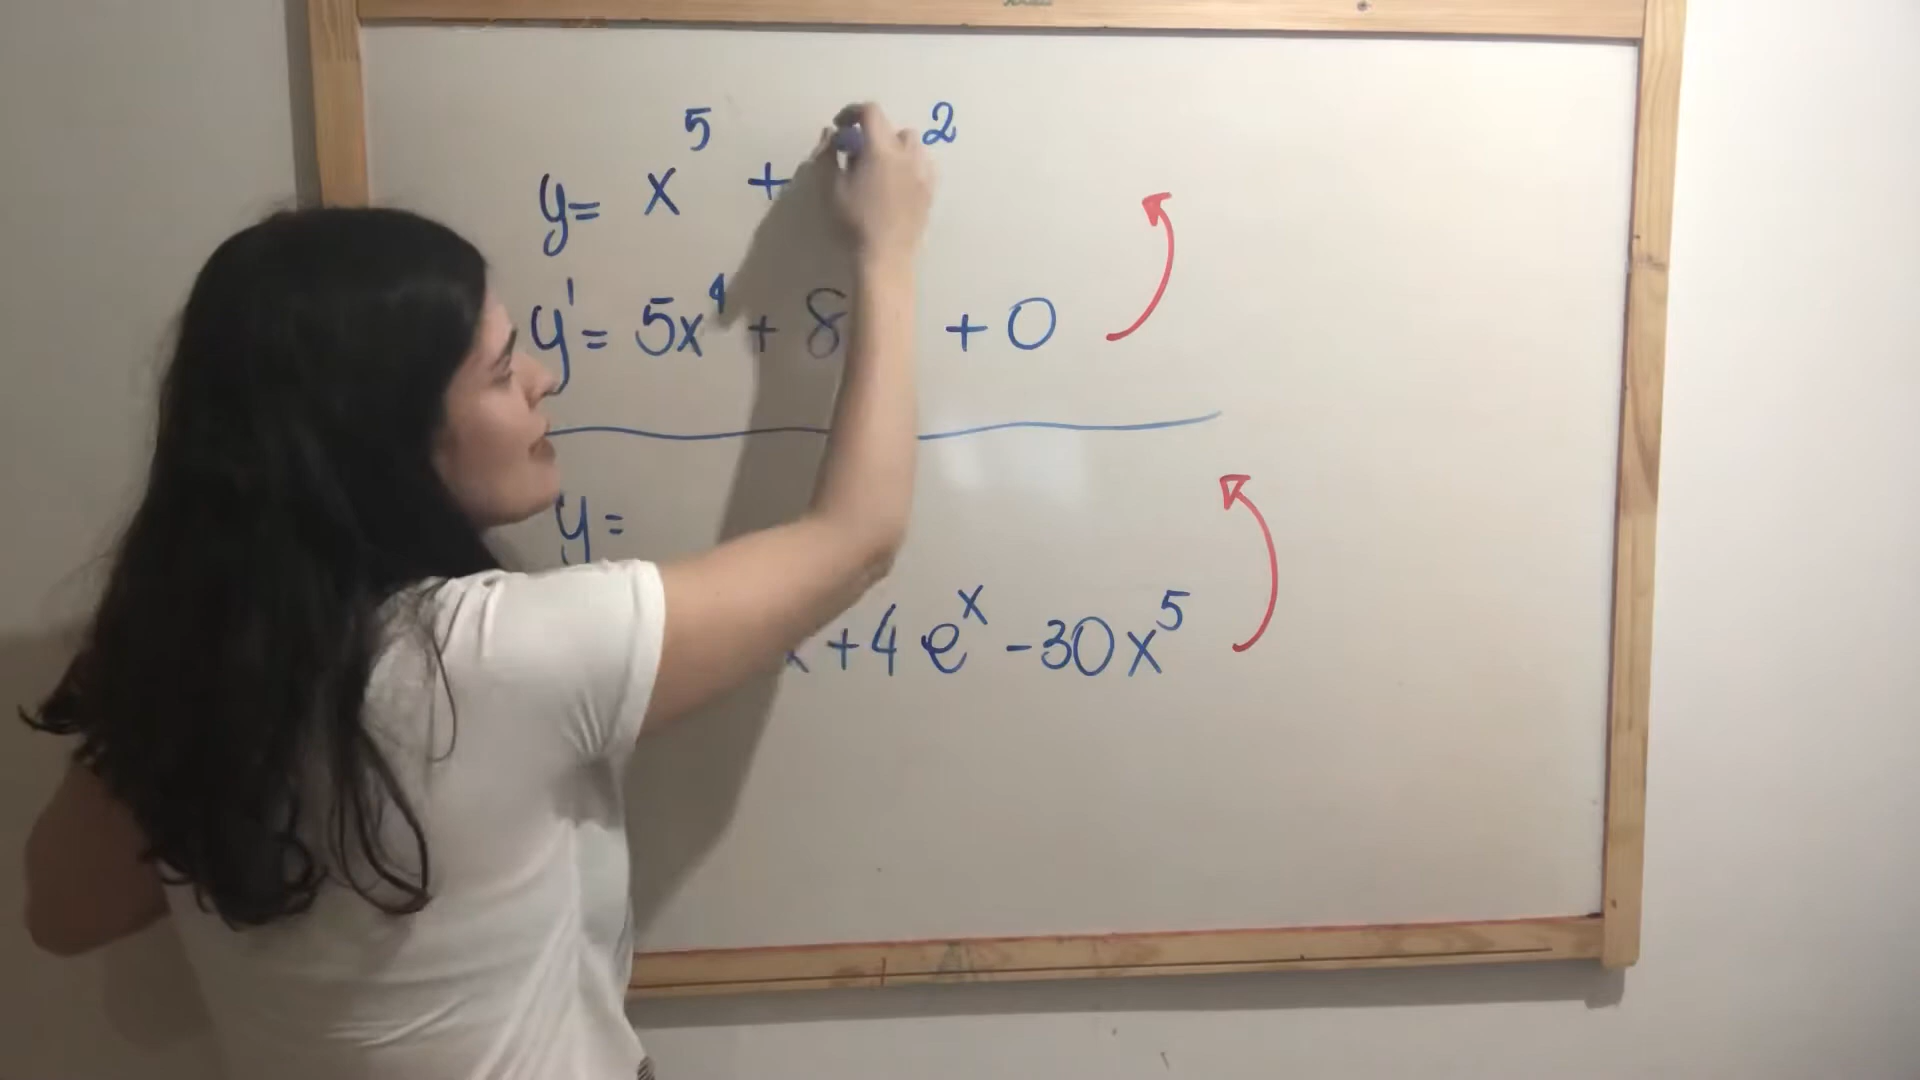 y= x⁵ + ²
y'= 5x⁴ + 8 + 0
y=
x +4 eˣ -30x⁵